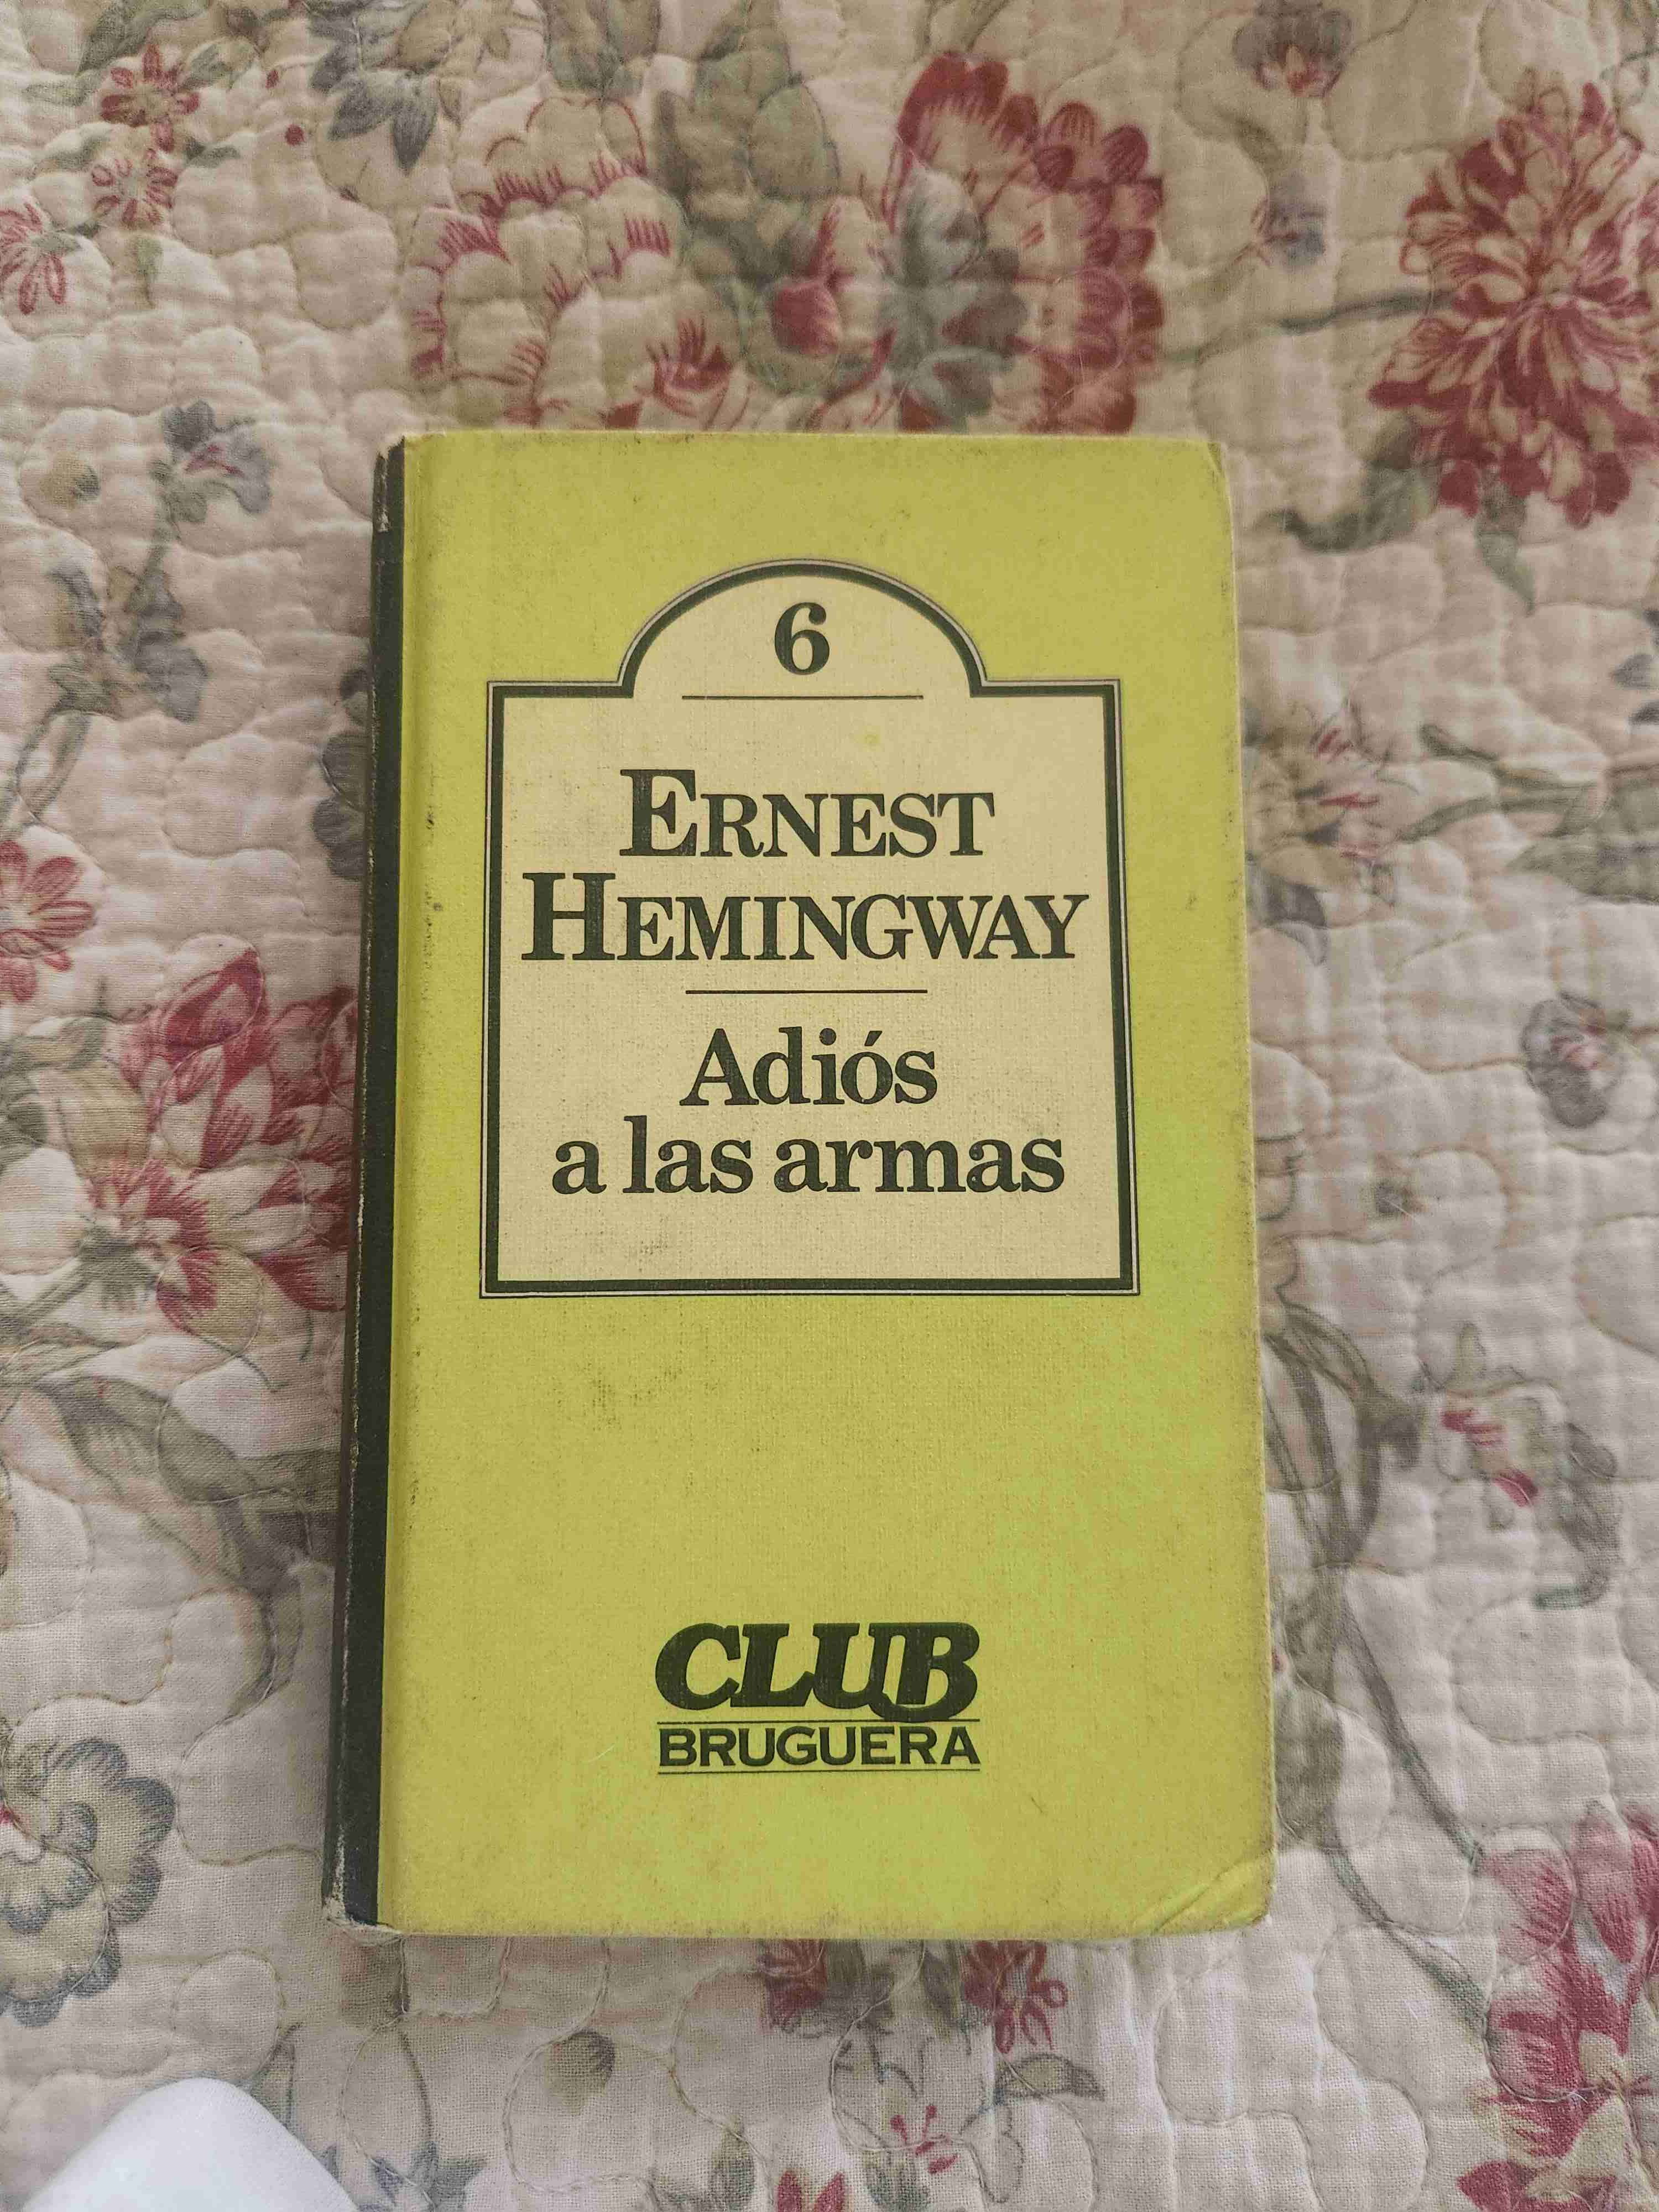 6
ERNEST
HEMINGWAY
Adiós
a las armas
CLUB
BRUGUERA